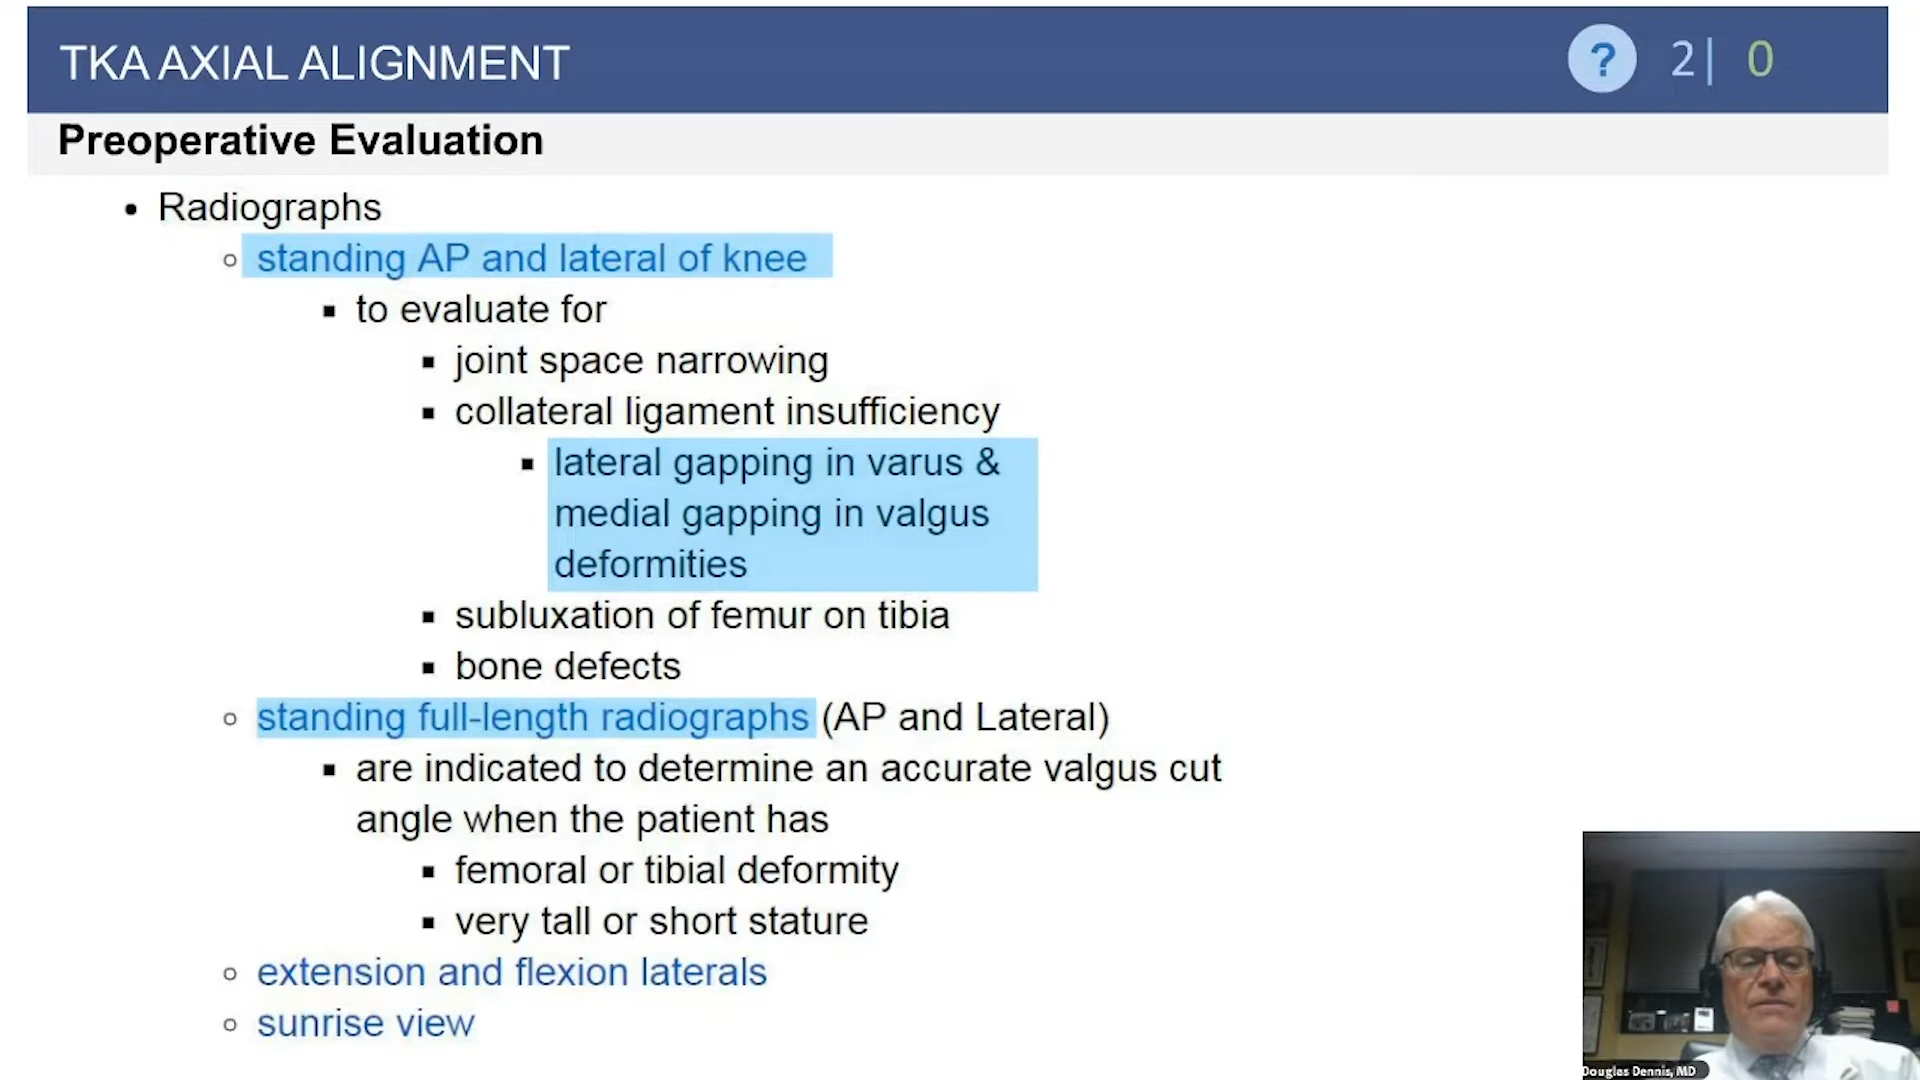 TKA AXIAL ALIGNMENT
? 2| 0
Preoperative Evaluation
• Radiographs
○ standing AP and lateral of knee
▪ to evaluate for
▪ joint space narrowing
▪ collateral ligament insufficiency
▪ lateral gapping in varus &
medial gapping in valgus
deformities
▪ subluxation of femur on tibia
▪ bone defects
○ standing full-length radiographs (AP and Lateral)
▪ are indicated to determine an accurate valgus cut
angle when the patient has
▪ femoral or tibial deformity
▪ very tall or short stature
○ extension and flexion laterals
○ sunrise view
Douglas Dennis, MD